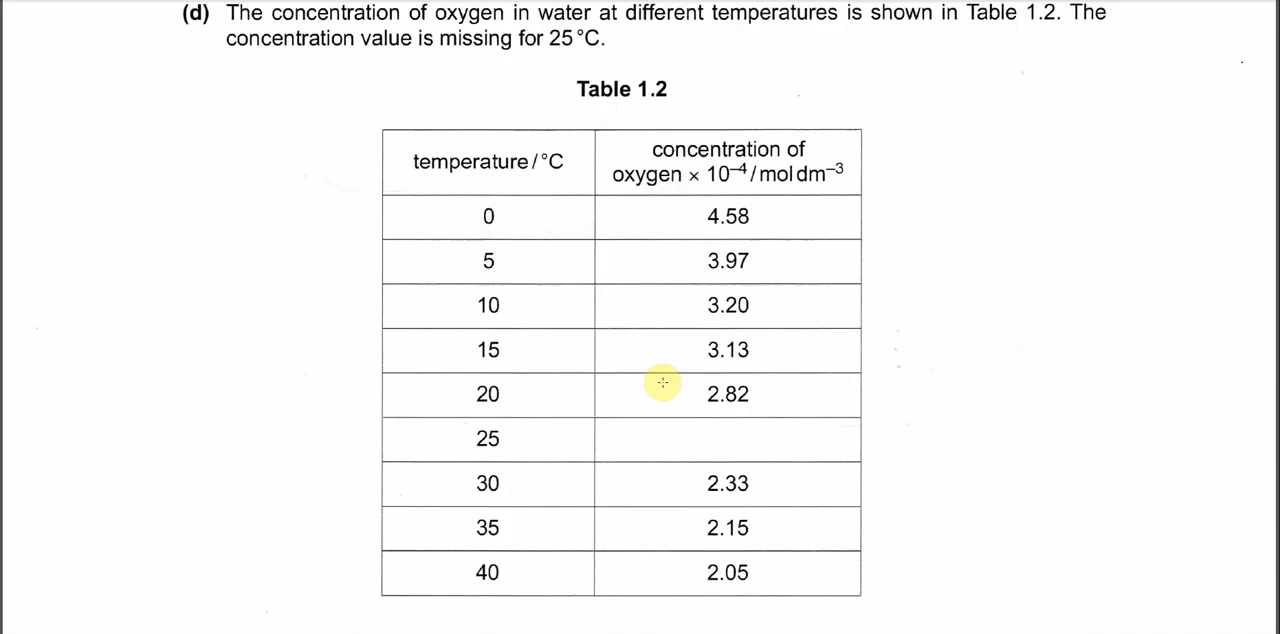 (d) The concentration of oxygen in water at different temperatures is shown in Table 1.2. The
concentration value is missing for 25 °C.
Table 1.2
temperature / °C
concentration of
oxygen × 10⁻⁴ / mol dm⁻³
0 4.58
5 3.97
10 3.20
15 3.13
20 2.82
25
30 2.33
35 2.15
40 2.05